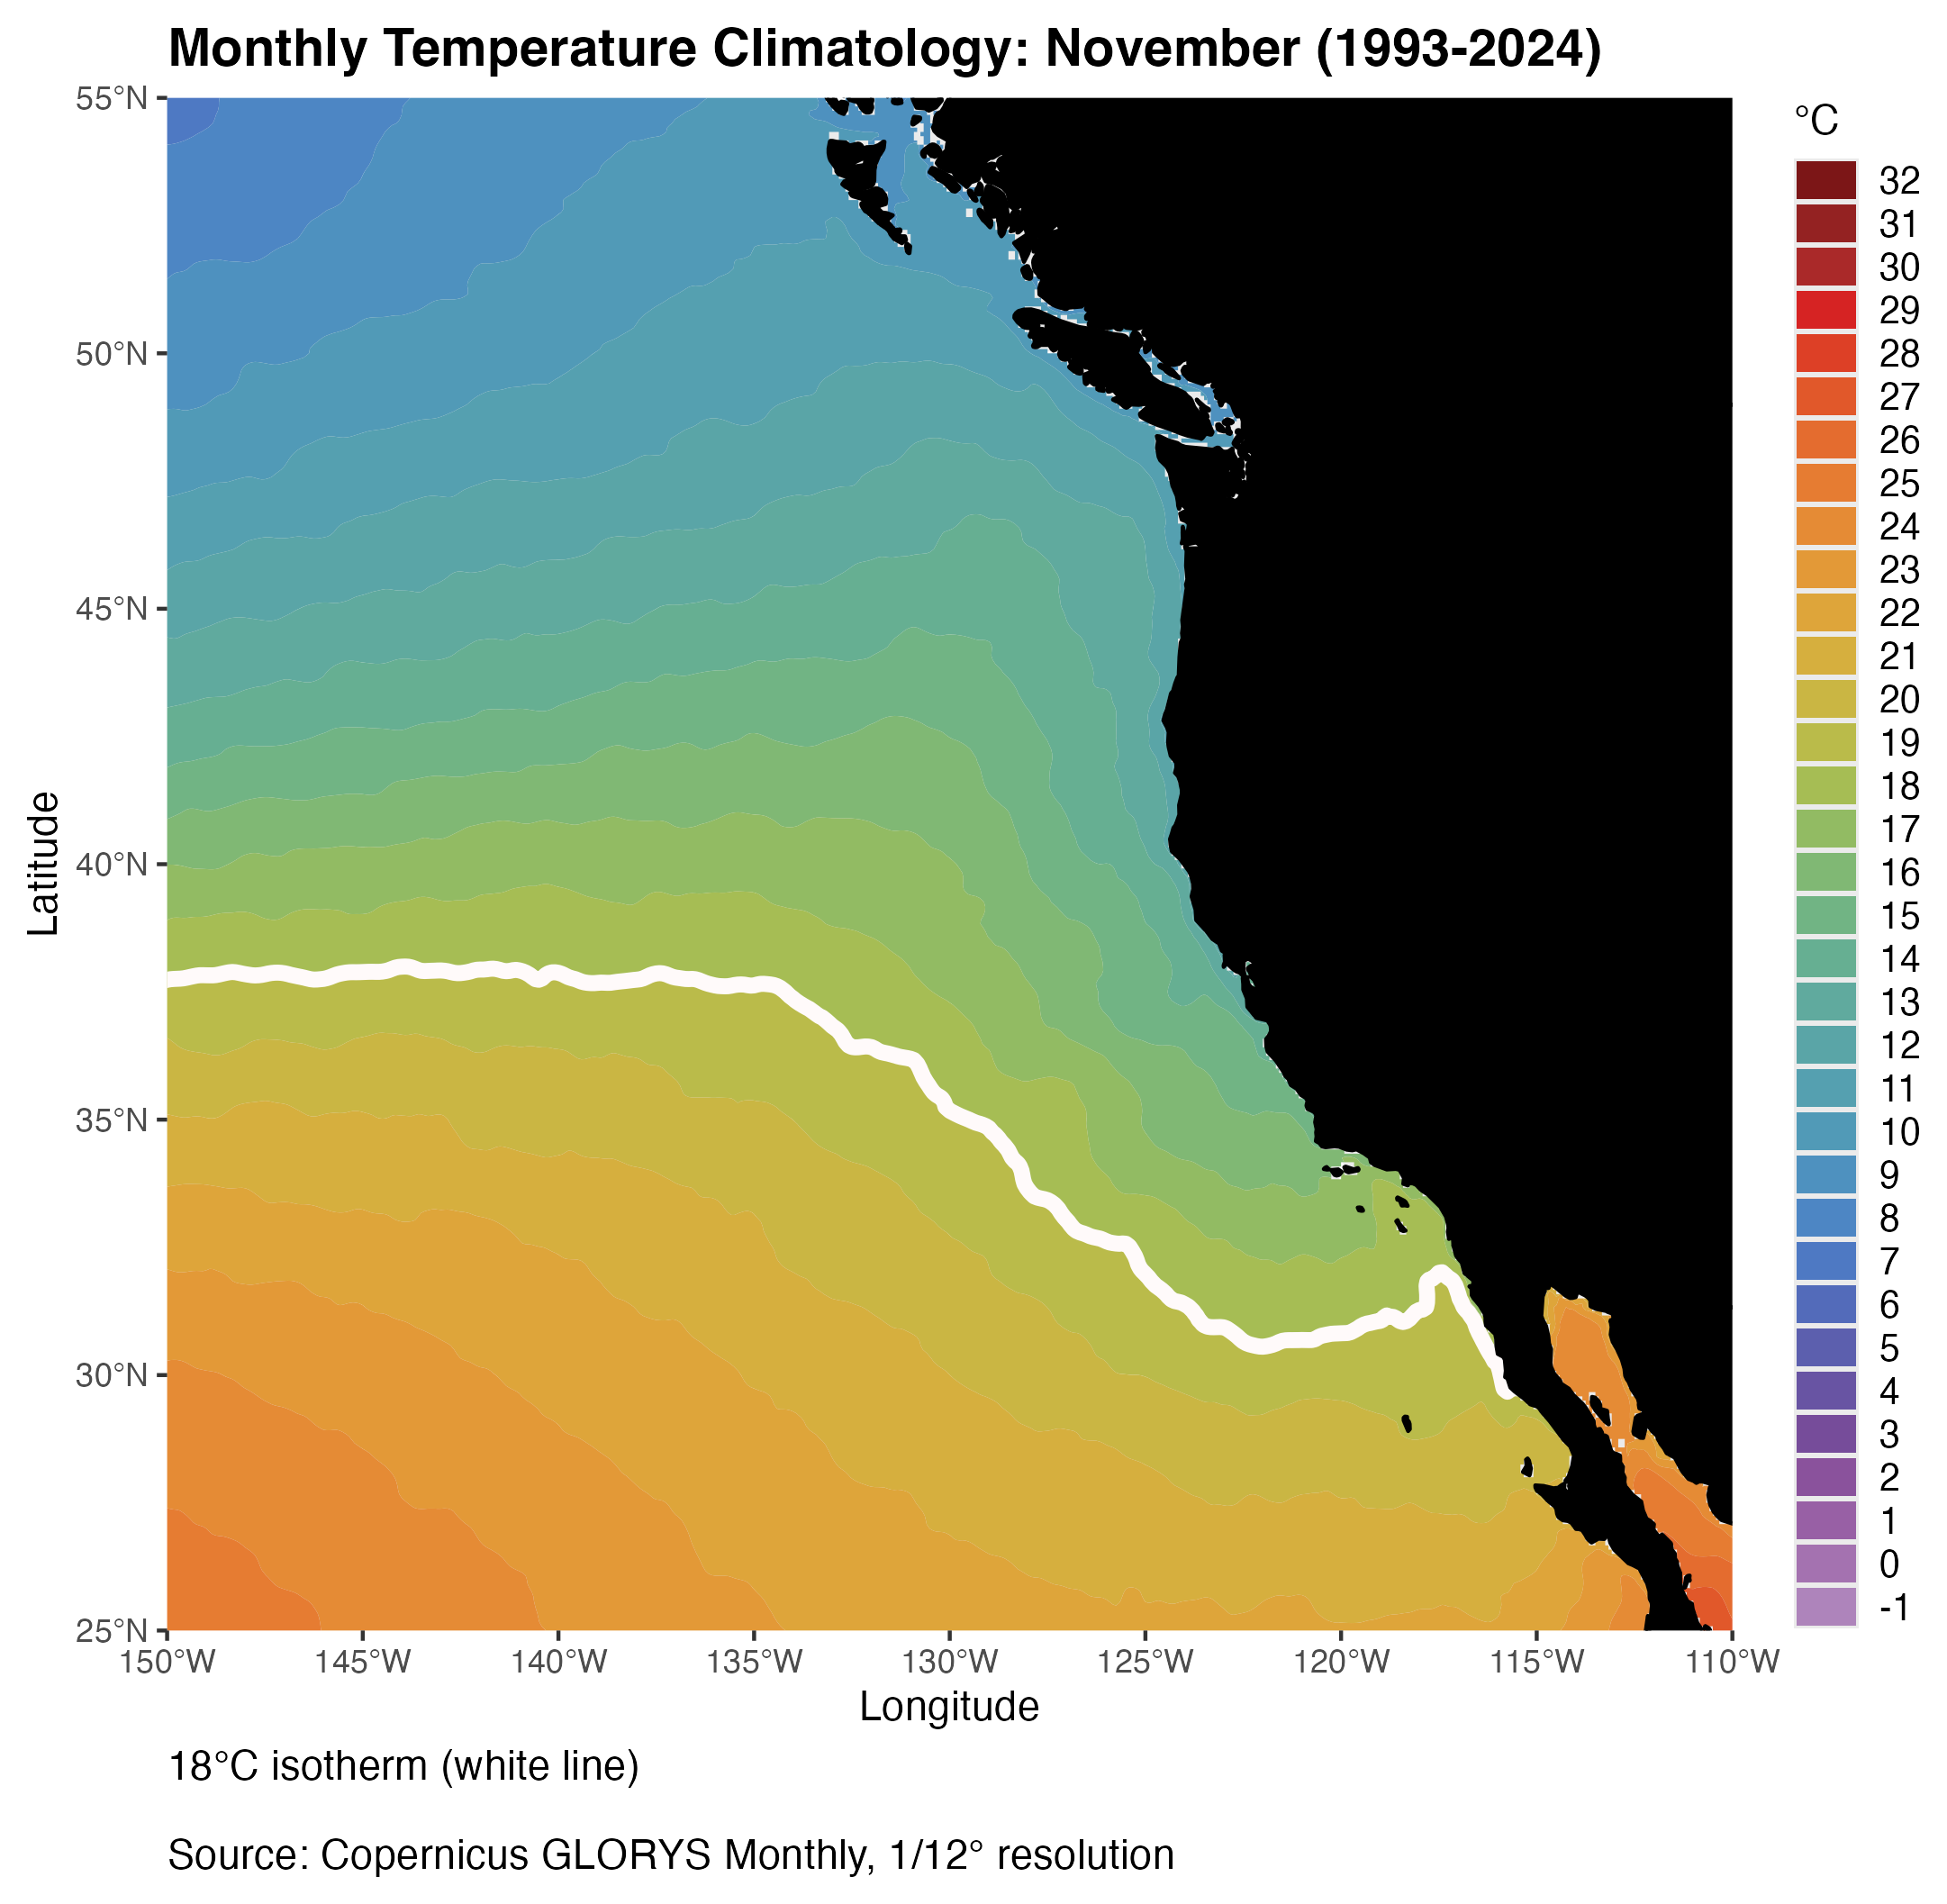 Monthly Temperature Climatology: November (1993-2024)
°C
55°N
50°N
45°N
40°N
35°N
30°N
25°N
Latitude
32
31
30
29
28
27
26
25
24
23
22
21
20
19
18
17
16
15
14
13
12
11
10
9
8
7
6
5
4
3
2
1
0
-1
150°W 145°W 140°W 135°W 130°W 125°W 120°W 115°W 110°W
Longitude
18°C isotherm (white line)
Source: Copernicus GLORYS Monthly, 1/12° resolution